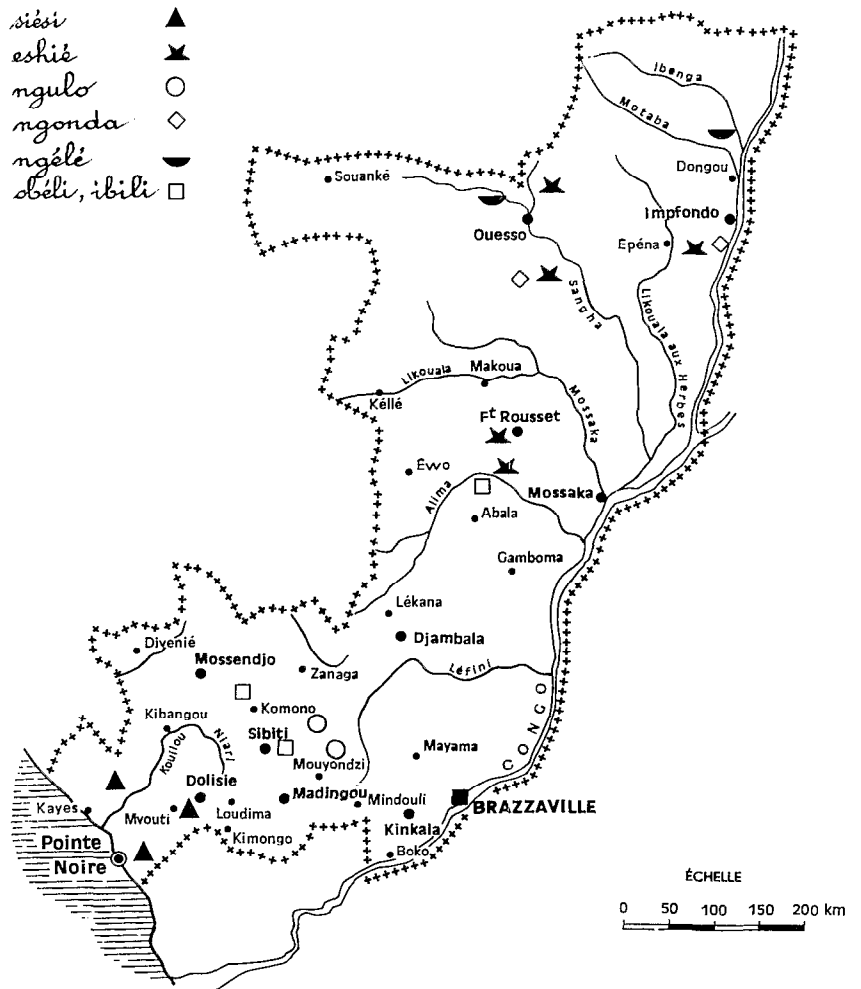 siési
eshié
ngulo
ngonda
ngélé
obéli, ibili
Ibenga
Motaba
Souanké
Dongou
Impfondo
Ouesso
Epéna
Sangha
Likouala aux Herbes
Likouala
Makoua
Kéllé
Mossaka
Ft Rousset
Êwo
Alima
Mossaka
Abala
Gamboma
Lékana
Djambala
Divenié
Mossendjo
Zanaga
Léfini
Komono
Kibangou
Niari
Kouilou
Sibiti
CONGO
Mayama
Mouyondzi
Dolisie
Madingou
Mindouli
BRAZZAVILLE
Kayes
Mvouti
Loudima
Kinkala
Kimongo
Boko
Pointe
Noire
ÉCHELLE
0 50 100 150 200 km